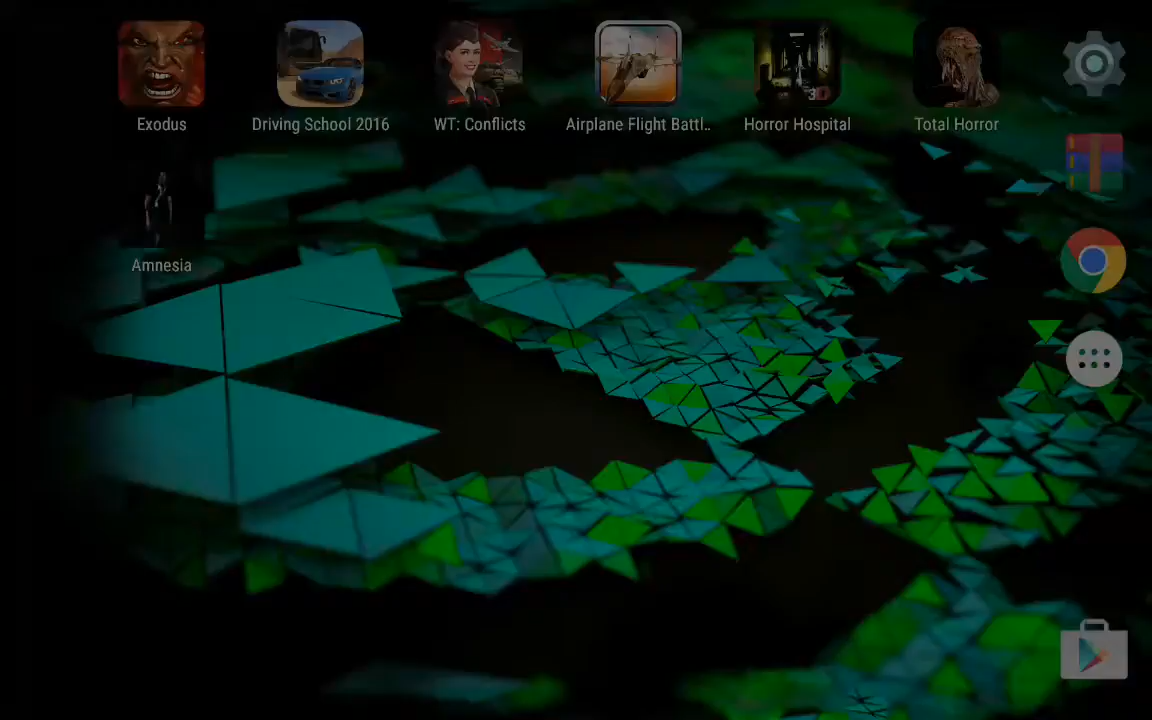 Exodus
Driving School 2016
WT: Conflicts
Airplane Flight Battl..
Horror Hospital
Total Horror
Amnesia